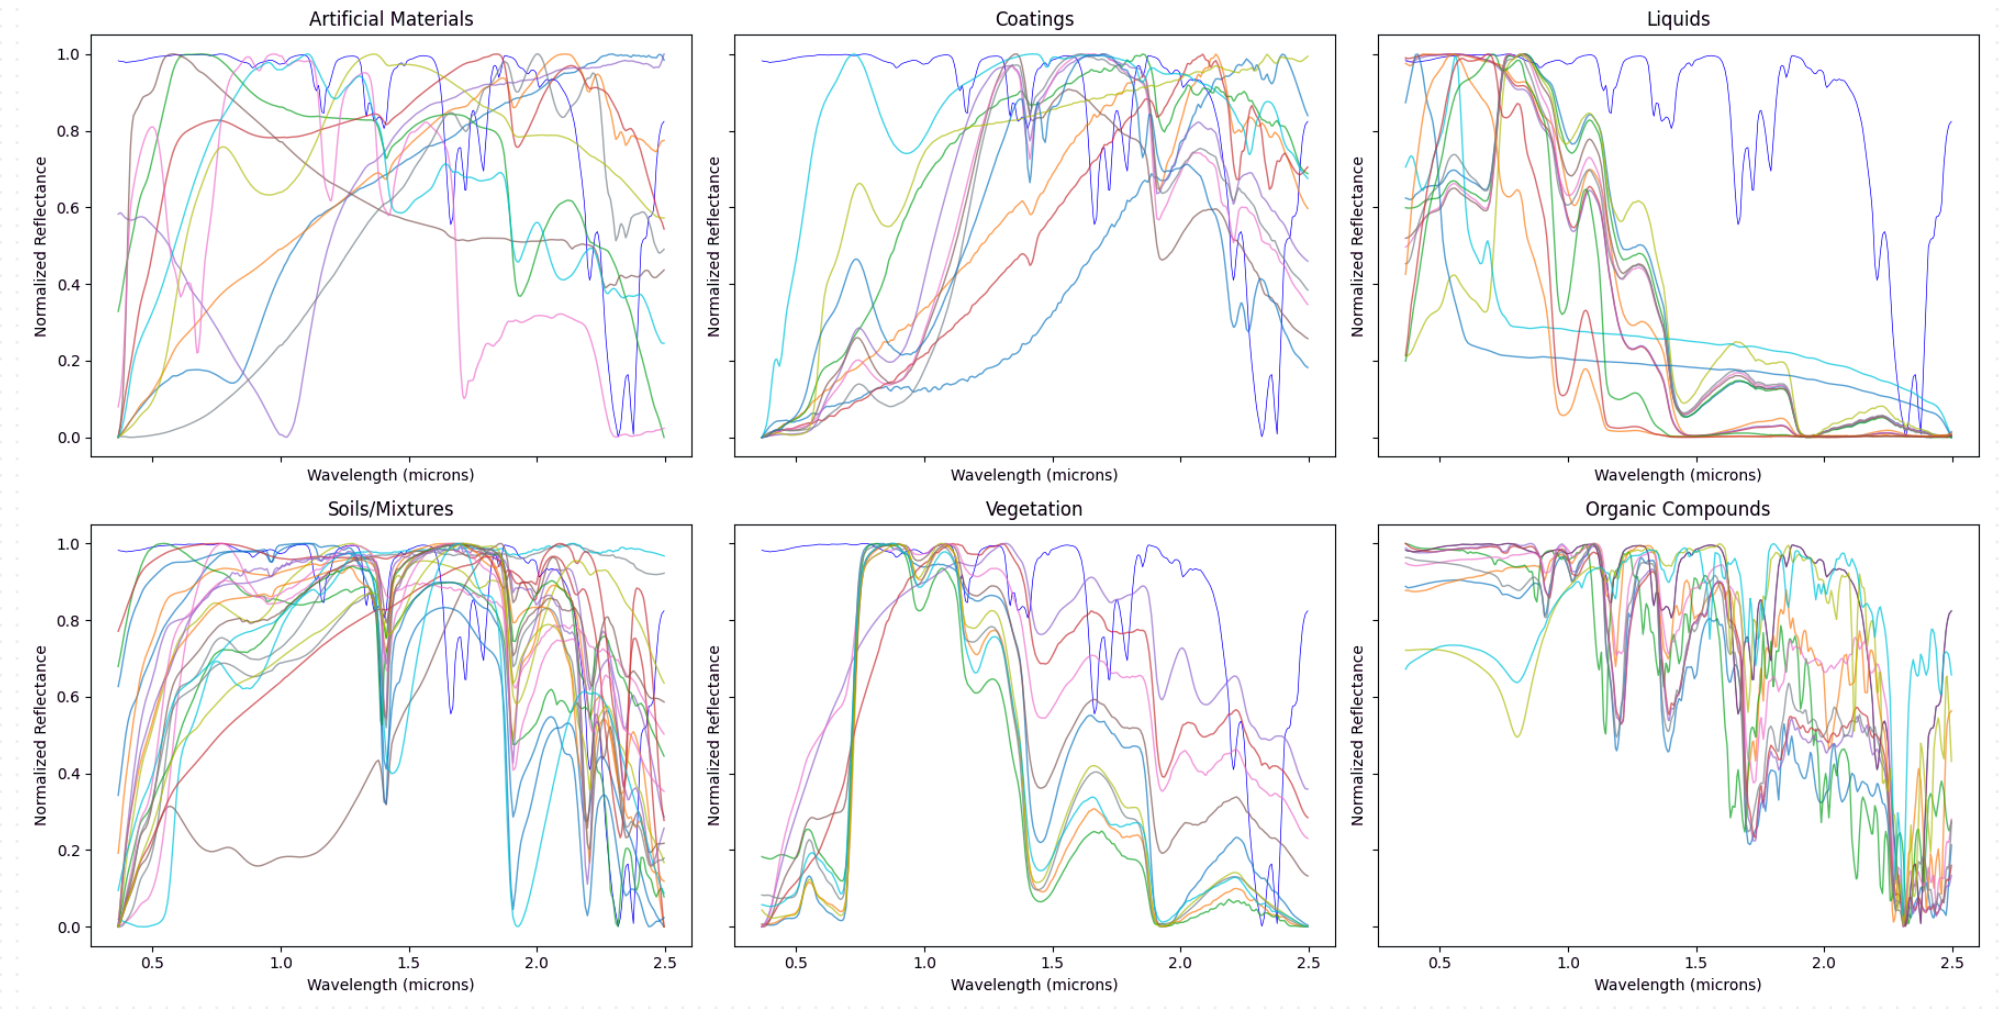 Artificial Materials
Coatings
Liquids
1.0
0.8
0.6
0.4
0.2
0.0
Normalized Reflectance
Normalized Reflectance
Normalized Reflectance
Wavelength (microns)
Wavelength (microns)
Wavelength (microns)
Soils/Mixtures
Vegetation
Organic Compounds
1.0
0.8
0.6
0.4
0.2
0.0
Normalized Reflectance
Normalized Reflectance
Normalized Reflectance
0.5 1.0 1.5 2.0 2.5
0.5 1.0 1.5 2.0 2.5
0.5 1.0 1.5 2.0 2.5
Wavelength (microns)
Wavelength (microns)
Wavelength (microns)